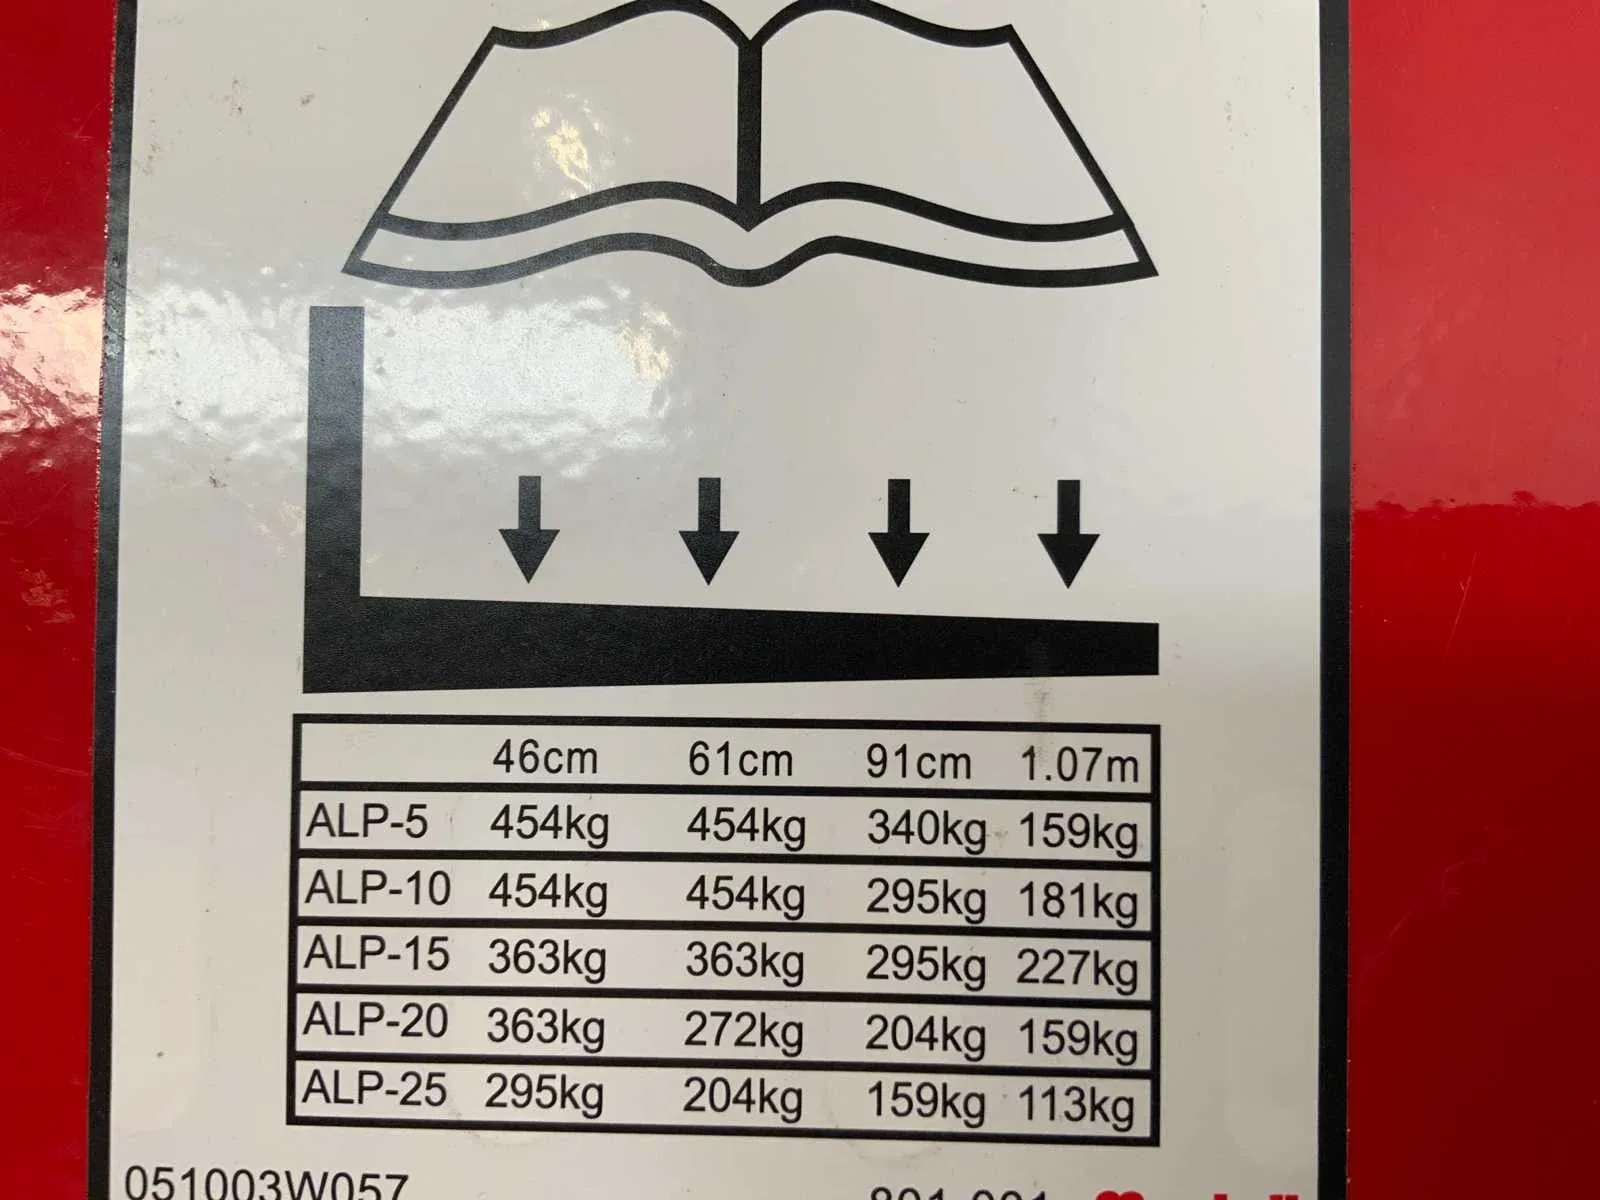 46cm 61cm 91cm 1.07m
ALP-5 454kg 454kg 340kg 159kg
ALP-10 454kg 454kg 295kg 181kg
ALP-15 363kg 363kg 295kg 227kg
ALP-20 363kg 272kg 204kg 159kg
ALP-25 295kg 204kg 159kg 113kg
051003W057